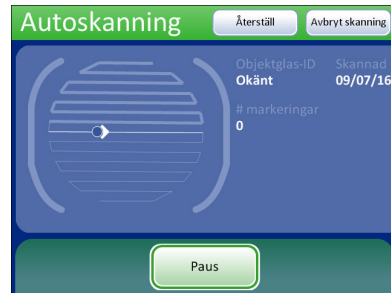 Autoskanning
Återställ
Avbryt skanning
Objektglas-ID
Skannad
Okänt
09/07/16
# markeringar
0
Paus